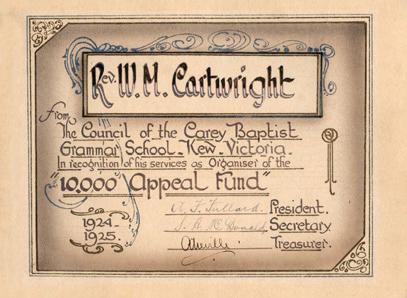 Rev. W. M. Cartwright
From
The Council of the Carey Baptist
Grammar School - Kew - Victoria.
In recognition of his services as Organiser of the
"10,000" Appeal Fund"
President.
1924-
1925.
Secretary
Treasurer.